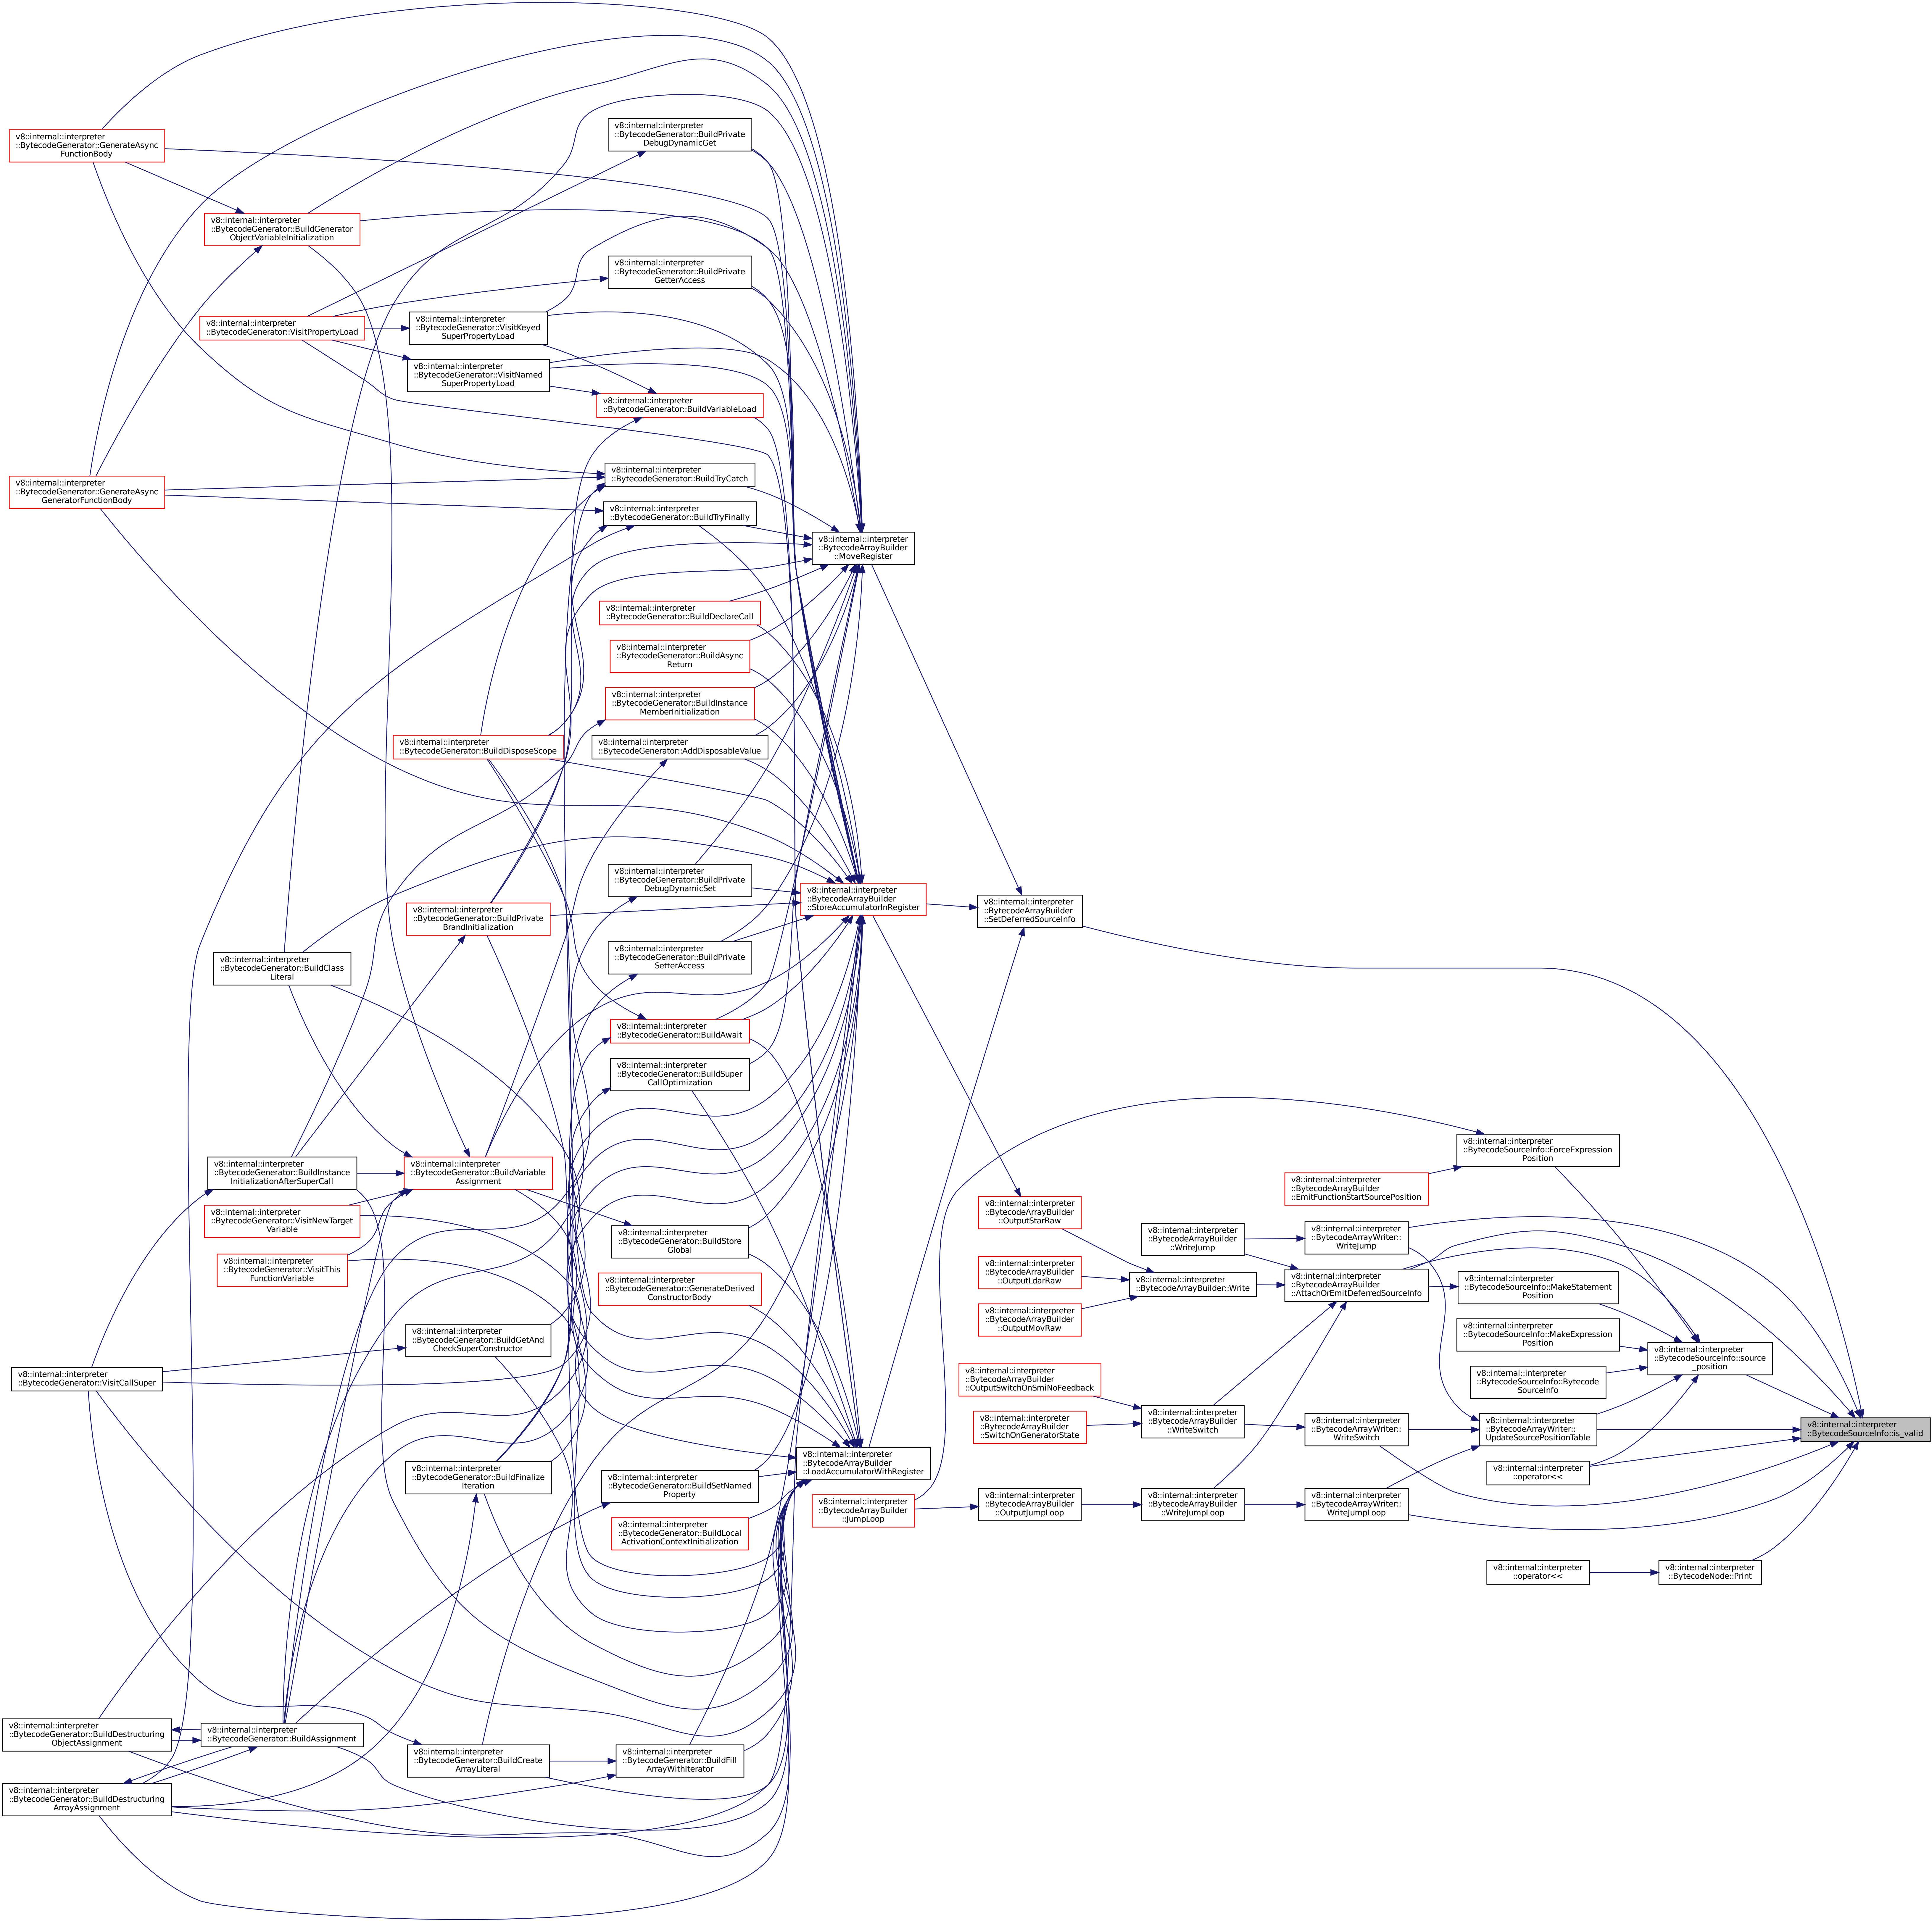 v8::internal::interpreter
::BytecodeGenerator::GenerateAsync
FunctionBody
v8::internal::interpreter
::BytecodeGenerator::BuildGenerator
ObjectVariableInitialization
v8::internal::interpreter
::BytecodeGenerator::VisitPropertyLoad
v8::internal::interpreter
::BytecodeGenerator::GenerateAsync
GeneratorFunctionBody
v8::internal::interpreter
::BytecodeGenerator::BuildPrivate
DebugDynamicGet
v8::internal::interpreter
::BytecodeGenerator::BuildPrivate
GetterAccess
v8::internal::interpreter
::BytecodeGenerator::VisitKeyed
SuperPropertyLoad
v8::internal::interpreter
::BytecodeGenerator::VisitNamed
SuperPropertyLoad
v8::internal::interpreter
::BytecodeGenerator::BuildVariableLoad
v8::internal::interpreter
::BytecodeGenerator::BuildTryCatch
v8::internal::interpreter
::BytecodeGenerator::BuildTryFinally
v8::internal::interpreter
::BytecodeArrayBuilder
::MoveRegister
v8::internal::interpreter
::BytecodeGenerator::BuildDeclareCall
v8::internal::interpreter
::BytecodeGenerator::BuildAsync
Return
v8::internal::interpreter
::BytecodeGenerator::BuildInstance
MemberInitialization
v8::internal::interpreter
::BytecodeGenerator::BuildDisposeScope
v8::internal::interpreter
::BytecodeGenerator::AddDisposableValue
v8::internal::interpreter
::BytecodeGenerator::BuildPrivate
DebugDynamicSet
v8::internal::interpreter
::BytecodeArrayBuilder
::StoreAccumulatorInRegister
v8::internal::interpreter
::BytecodeArrayBuilder
::SetDeferredSourceInfo
v8::internal::interpreter
::BytecodeGenerator::BuildPrivate
BrandInitialization
v8::internal::interpreter
::BytecodeGenerator::BuildPrivate
SetterAccess
v8::internal::interpreter
::BytecodeGenerator::BuildClass
Literal
v8::internal::interpreter
::BytecodeGenerator::BuildAwait
v8::internal::interpreter
::BytecodeGenerator::BuildSuper
CallOptimization
v8::internal::interpreter
::BytecodeGenerator::BuildInstance
InitializationAfterSuperCall
v8::internal::interpreter
::BytecodeGenerator::BuildVariable
Assignment
v8::internal::interpreter
::BytecodeGenerator::VisitNewTarget
Variable
v8::internal::interpreter
::BytecodeGenerator::VisitThis
FunctionVariable
v8::internal::interpreter
::BytecodeGenerator::BuildStore
Global
v8::internal::interpreter
::BytecodeGenerator::GenerateDerived
ConstructorBody
v8::internal::interpreter
::BytecodeGenerator::BuildGetAnd
CheckSuperConstructor
v8::internal::interpreter
::BytecodeGenerator::VisitCallSuper
v8::internal::interpreter
::BytecodeSourceInfo::ForceExpression
Position
v8::internal::interpreter
::BytecodeArrayBuilder
::EmitFunctionStartSourcePosition
v8::internal::interpreter
::BytecodeArrayBuilder
::OutputStarRaw
v8::internal::interpreter
::BytecodeArrayBuilder
::WriteJump
v8::internal::interpreter
::BytecodeArrayWriter::
WriteJump
v8::internal::interpreter
::BytecodeArrayBuilder
::OutputLdarRaw
v8::internal::interpreter
::BytecodeArrayBuilder::Write
v8::internal::interpreter
::BytecodeArrayBuilder
::AttachOrEmitDeferredSourceInfo
v8::internal::interpreter
::BytecodeSourceInfo::MakeStatement
Position
v8::internal::interpreter
::BytecodeArrayBuilder
::OutputMovRaw
v8::internal::interpreter
::BytecodeSourceInfo::MakeExpression
Position
v8::internal::interpreter
::BytecodeSourceInfo::source
_position
v8::internal::interpreter
::BytecodeArrayBuilder
::OutputSwitchOnSmiNoFeedback
v8::internal::interpreter
::BytecodeSourceInfo::Bytecode
SourceInfo
v8::internal::interpreter
::BytecodeArrayBuilder
::SwitchOnGeneratorState
v8::internal::interpreter
::BytecodeArrayBuilder
::WriteSwitch
v8::internal::interpreter
::BytecodeArrayWriter::
WriteSwitch
v8::internal::interpreter
::BytecodeArrayWriter::
UpdateSourcePositionTable
v8::internal::interpreter
::BytecodeSourceInfo::is_valid
v8::internal::interpreter
::BytecodeGenerator::BuildFinalize
Iteration
v8::internal::interpreter
::BytecodeGenerator::BuildSetNamed
Property
v8::internal::interpreter
::BytecodeArrayBuilder
::LoadAccumulatorWithRegister
v8::internal::interpreter
::operator<<
v8::internal::interpreter
::BytecodeGenerator::BuildLocal
ActivationContextInitialization
v8::internal::interpreter
::BytecodeArrayBuilder
::JumpLoop
v8::internal::interpreter
::BytecodeArrayBuilder
::OutputJumpLoop
v8::internal::interpreter
::BytecodeArrayBuilder
::WriteJumpLoop
v8::internal::interpreter
::BytecodeArrayWriter::
WriteJumpLoop
v8::internal::interpreter
::operator<<
v8::internal::interpreter
::BytecodeNode::Print
v8::internal::interpreter
::BytecodeGenerator::BuildDestructuring
ObjectAssignment
v8::internal::interpreter
::BytecodeGenerator::BuildAssignment
v8::internal::interpreter
::BytecodeGenerator::BuildCreate
ArrayLiteral
v8::internal::interpreter
::BytecodeGenerator::BuildFill
ArrayWithIterator
v8::internal::interpreter
::BytecodeGenerator::BuildDestructuring
ArrayAssignment